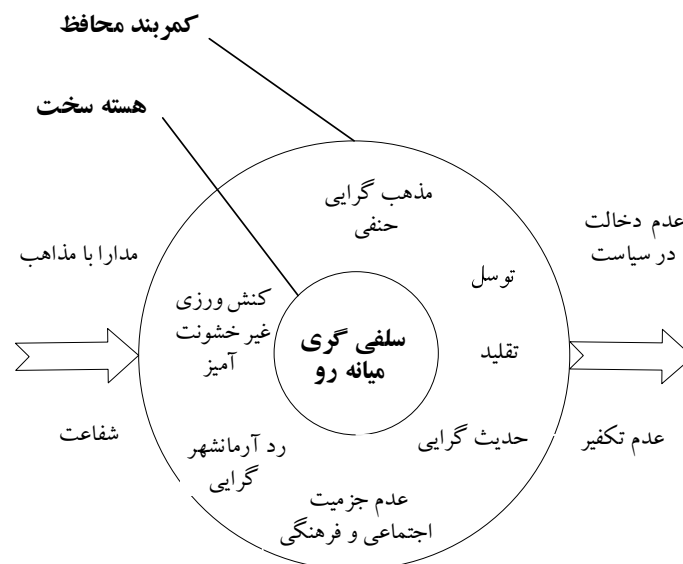 کمربند محافظ
هسته سخت
مذهب گرایی
حنفی
عدم دخالت
در سیاست
مدارا با مذاهب
توسل
کنش ورزی
غیر خشونت
آمیز
سلفی گری
میانه رو
تقلید
شفاعت
رد آرمانشهر
گرایی
حدیث گرایی
عدم تکفیر
عدم جزمیت
اجتماعی و فرهنگی